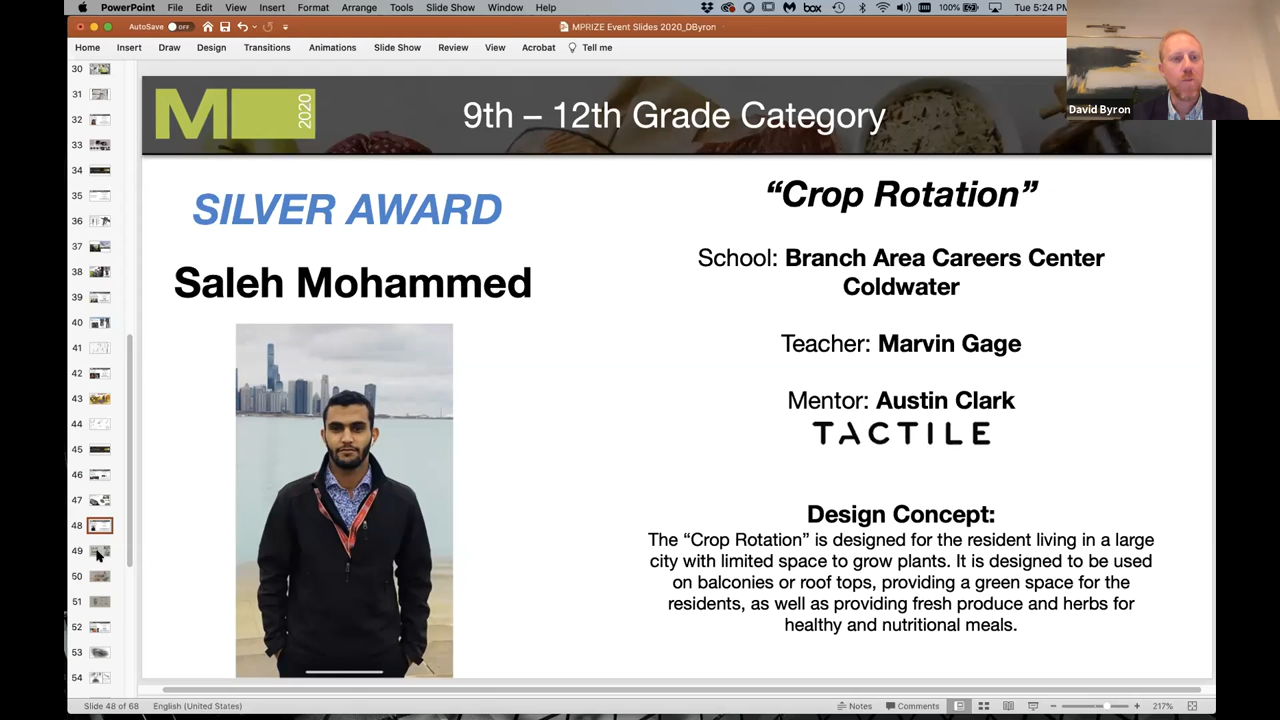 PowerPoint File Edit View Insert Format Arrange Tools Slide Show Window Help
box 100% Tue 5:24 PM
AutoSave OFF MPRIZE Event Slides 2020_DByron
Home Insert Draw Design Transitions Animations Slide Show Review View Acrobat Tell me
David Byron
M 2020
9th – 12th Grade Category
SILVER AWARD
Saleh Mohammed
“Crop Rotation”
School: Branch Area Careers Center
Coldwater
Teacher: Marvin Gage
Mentor: Austin Clark
TACTILE
Design Concept:
The “Crop Rotation” is designed for the resident living in a large
city with limited space to grow plants. It is designed to be used
on balconies or roof tops, providing a green space for the
residents, as well as providing fresh produce and herbs for
healthy and nutritional meals.
30
31
32
33
34
35
36
37
38
39
40
41
42
43
44
45
46
47
48
49
50
51
52
53
54
Slide 48 of 68 English (United States) Notes Comments 217%